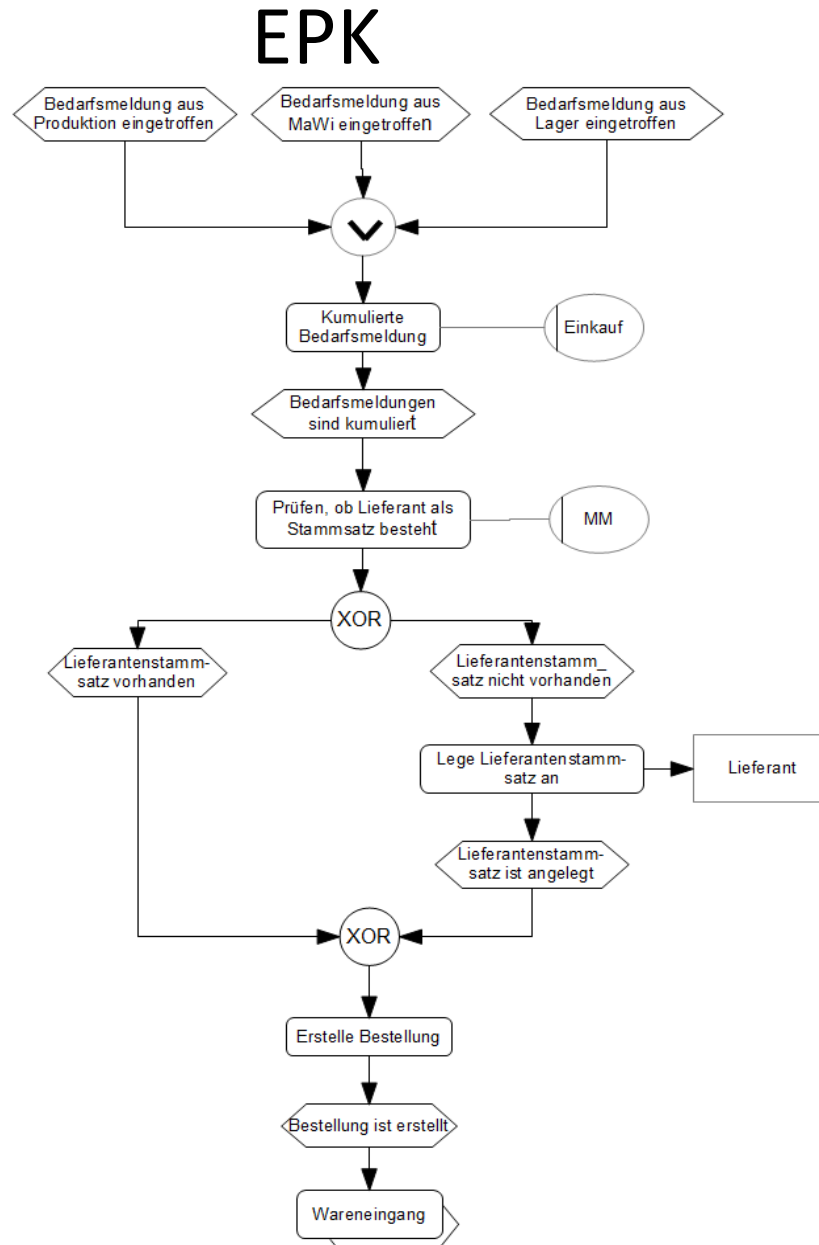 EPK
Bedarfsmeldung aus
Produktion eingetroffen
Bedarfsmeldung aus
MaWi eingetroffen
Bedarfsmeldung aus
Lager eingetroffen
Kumulierte
Bedarfsmeldung
Einkauf
Bedarfsmeldungen
sind kumuliert
Prüfen, ob Lieferant als
Stammsatz besteht
MM
XOR
Lieferantenstamm-
satz vorhanden
Lieferantenstamm_
satz nicht vorhanden
Lege Lieferantenstamm-
satz an
Lieferant
Lieferantenstamm-
satz ist angelegt
XOR
Erstelle Bestellung
Bestellung ist erstellt
Wareneingang